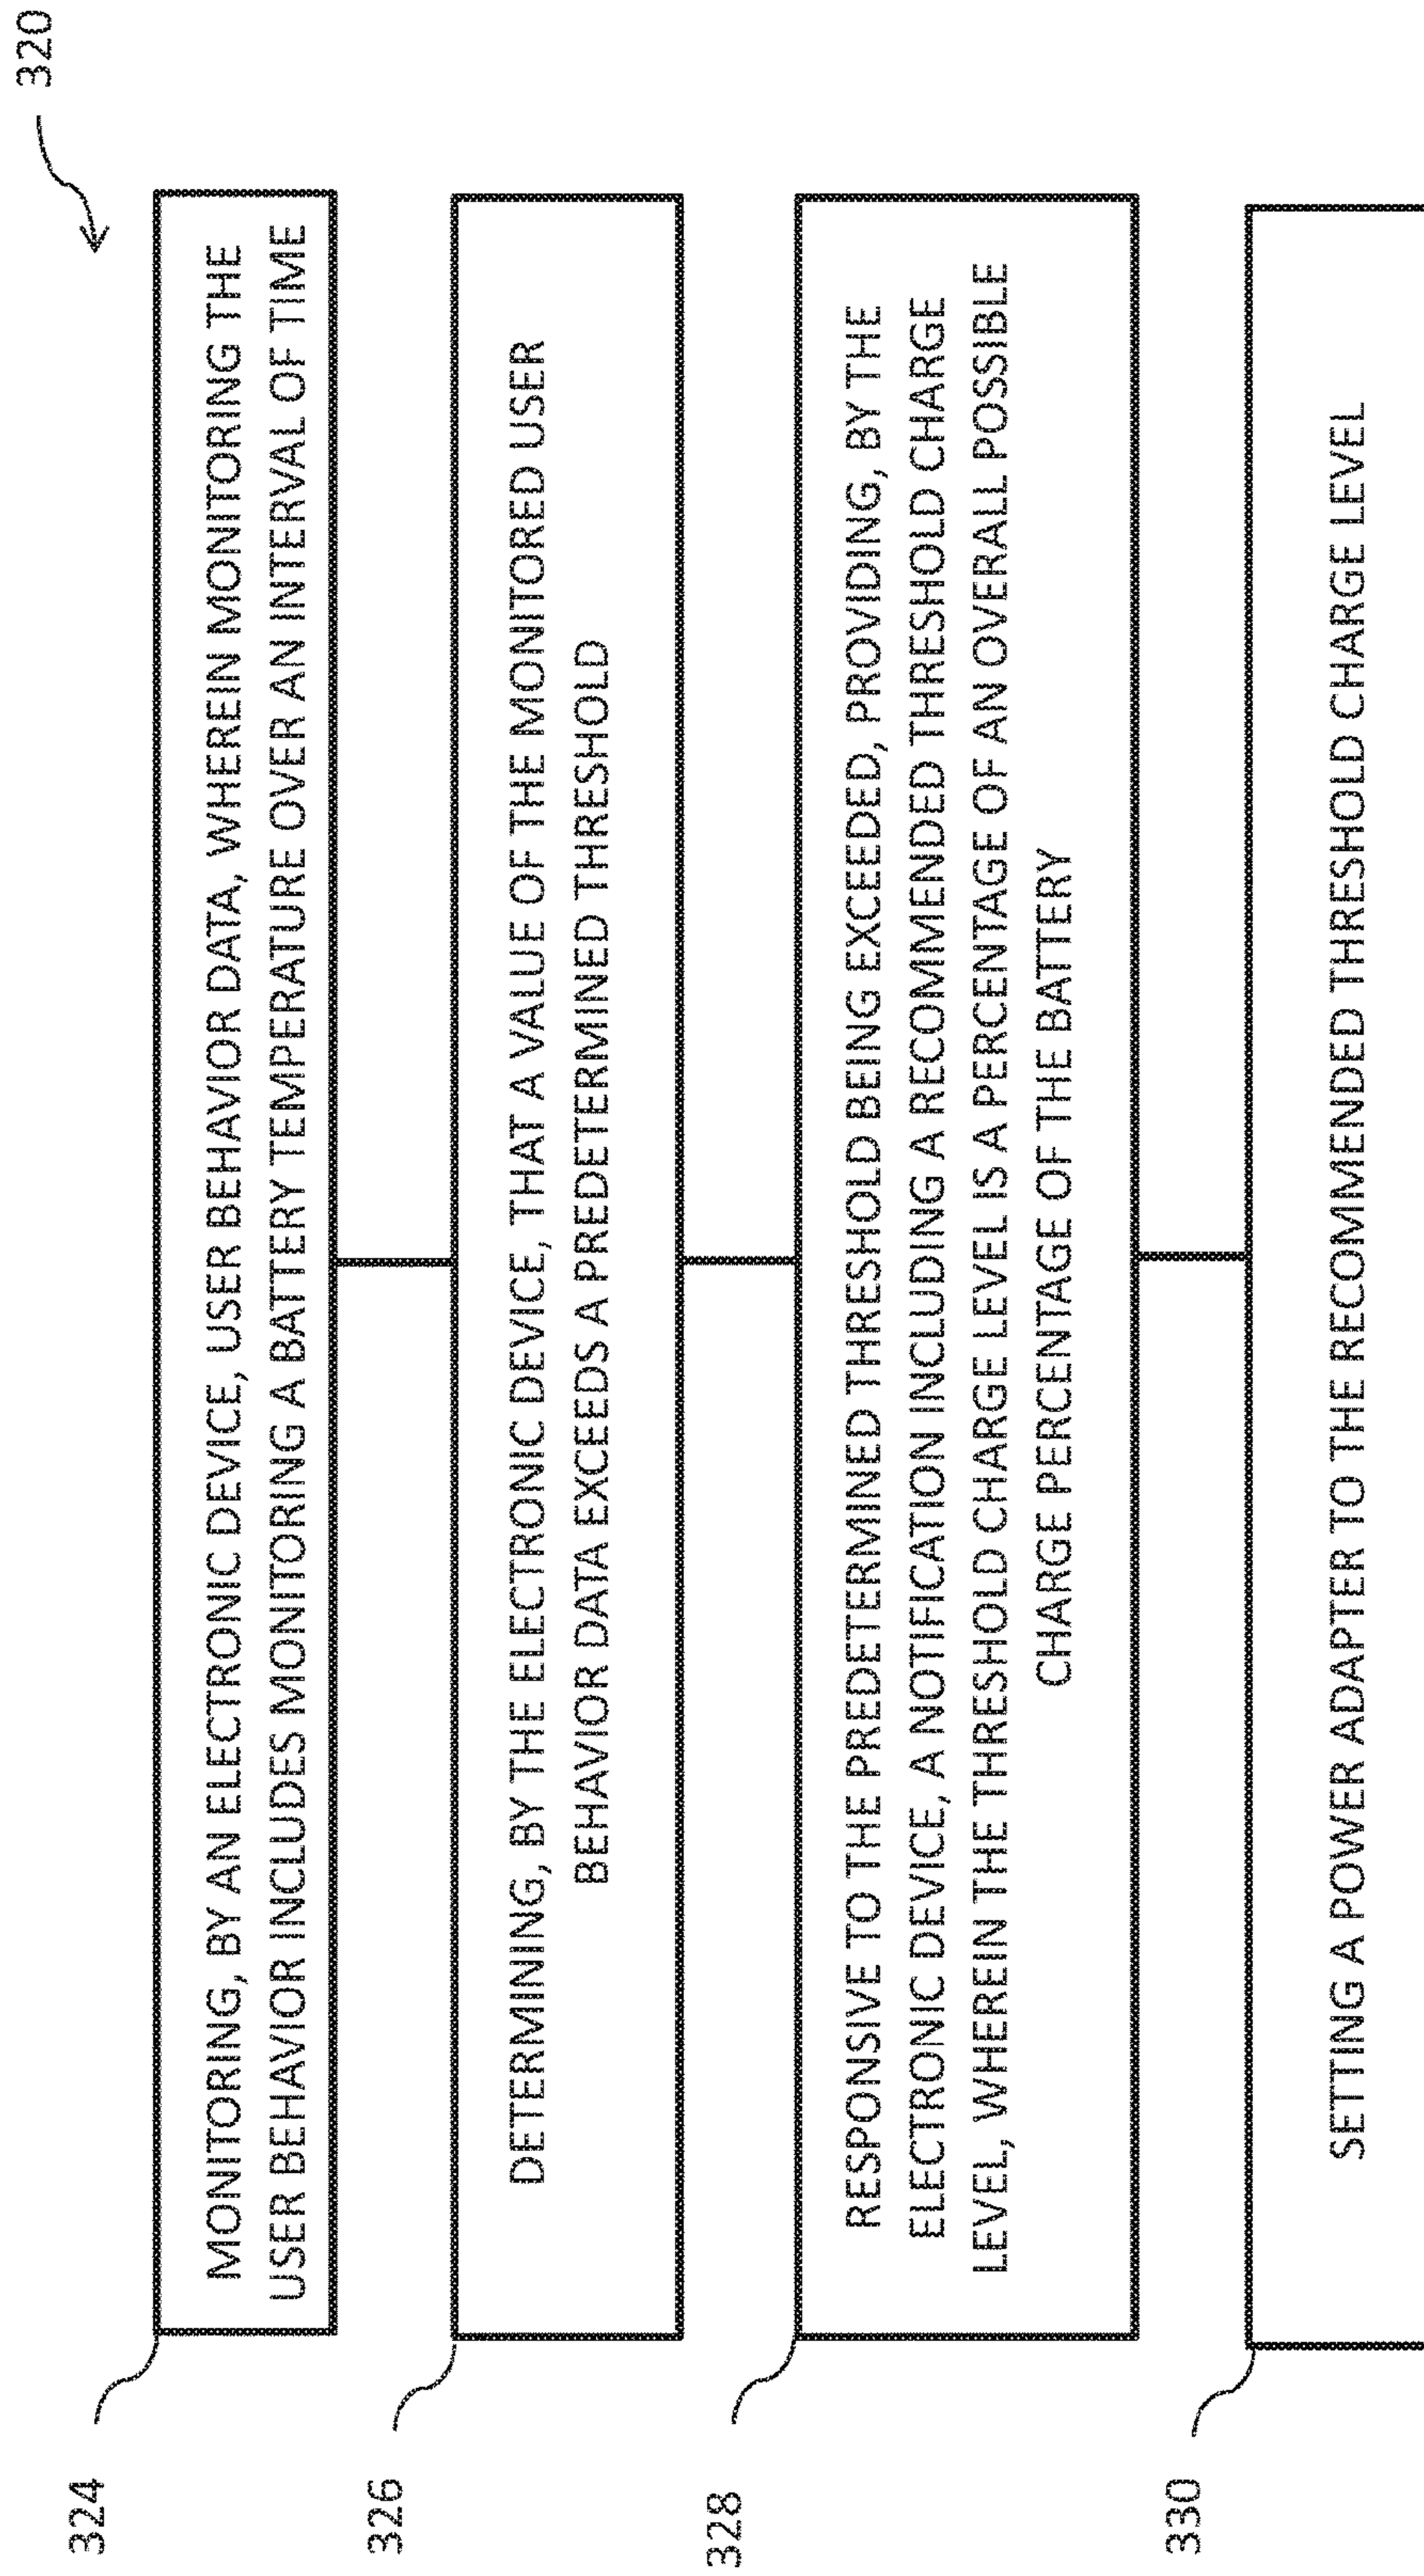 320
324
MONITORING, BY AN ELECTRONIC DEVICE, USER BEHAVIOR DATA, WHEREIN MONITORING THE
USER BEHAVIOR INCLUDES MONITORING A BATTERY TEMPERATURE OVER AN INTERVAL OF TIME
326
DETERMINING, BY THE ELECTRONIC DEVICE, THAT A VALUE OF THE MONITORED USER
BEHAVIOR DATA EXCEEDS A PREDETERMINED THRESHOLD
328
RESPONSIVE TO THE PREDETERMINED THRESHOLD BEING EXCEEDED, PROVIDING, BY THE
ELECTRONIC DEVICE, A NOTIFICATION INCLUDING A RECOMMENDED THRESHOLD CHARGE
LEVEL, WHEREIN THE THRESHOLD CHARGE LEVEL IS A PERCENTAGE OF AN OVERALL POSSIBLE
CHARGE PERCENTAGE OF THE BATTERY
330
SETTING A POWER ADAPTER TO THE RECOMMENDED THRESHOLD CHARGE LEVEL